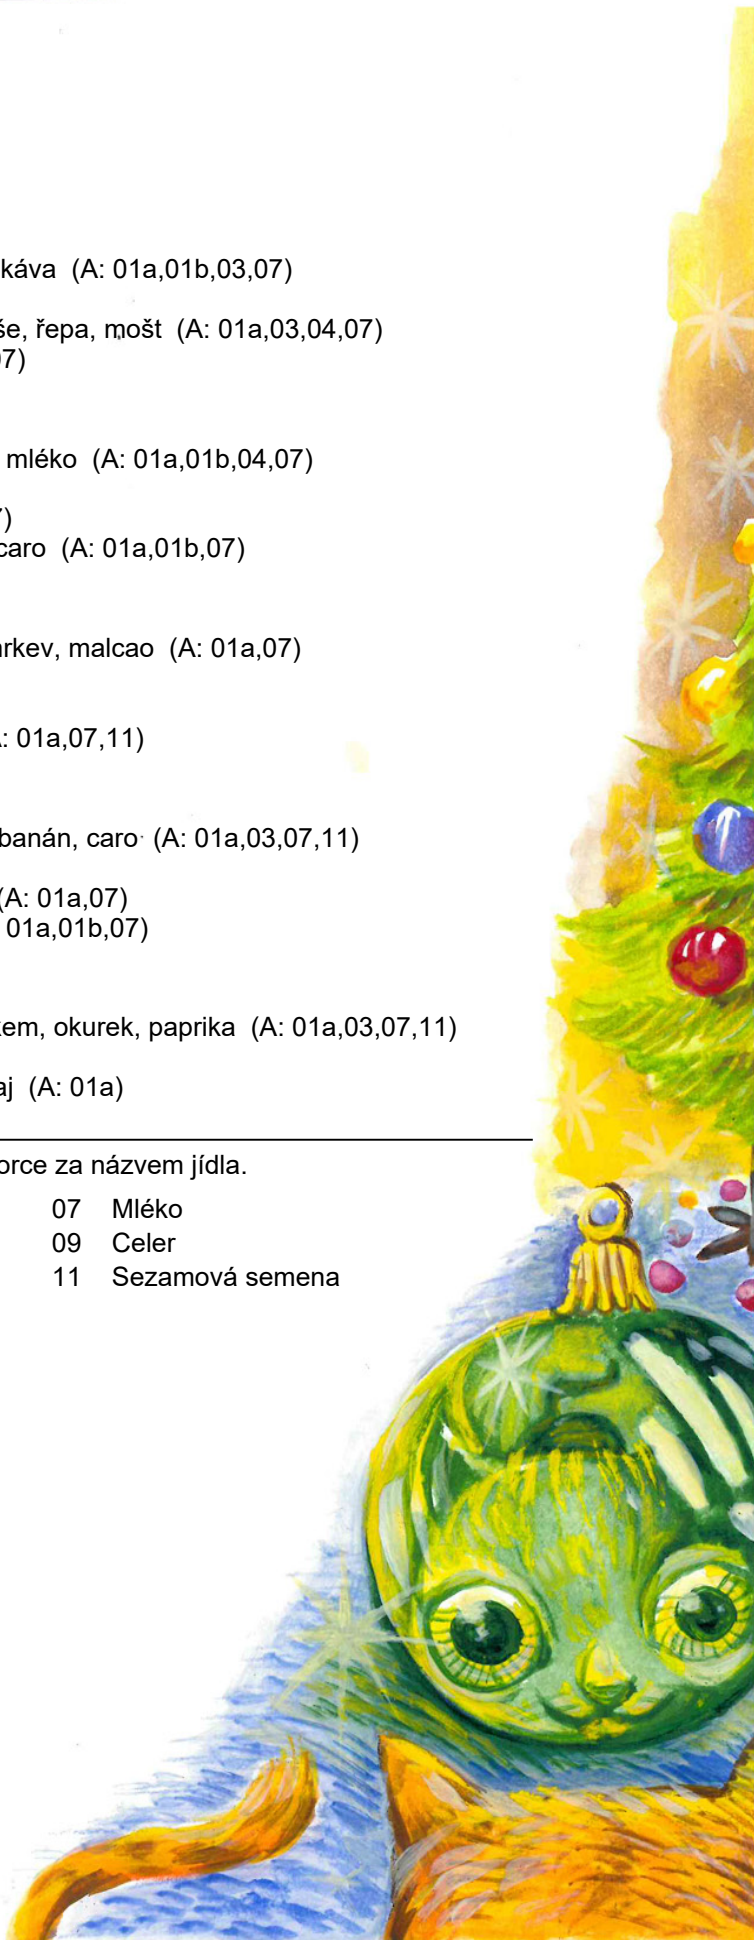 káva (A: 01a,01b,03,07)
še, řepa, mošt (A: 01a,03,04,07)
07)
mléko (A: 01a,01b,04,07)
7)
caro (A: 01a,01b,07)
rkev, malcao (A: 01a,07)
: 01a,07,11)
banán, caro (A: 01a,03,07,11)
(A: 01a,07)
01a,01b,07)
kem, okurek, paprika (A: 01a,03,07,11)
aj (A: 01a)
orce za názvem jídla.
07 Mléko
09 Celer
11 Sezamová semena